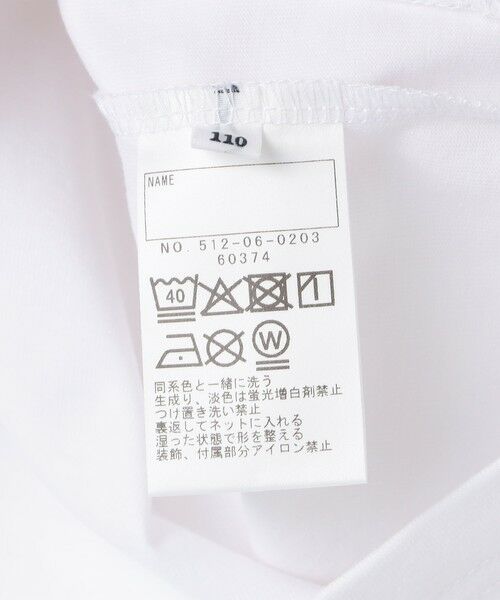 110
NAME
NO. 512-06-0203
60374
40
W
同系色と一緒に洗う
生成り、淡色は蛍光増白剤禁止
つけ置き洗い禁止
裏返してネットに入れる
湿った状態で形を整える
装飾、付属部分アイロン禁止